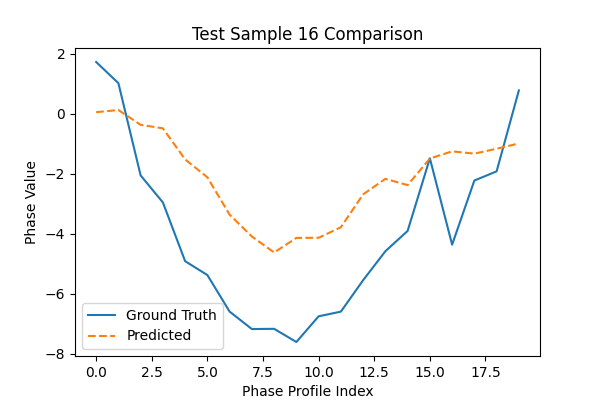 Test Sample 16 Comparison
2
0
−2
−4
−6
−8
Phase Value
Ground Truth
Predicted
0.0 2.5 5.0 7.5 10.0 12.5 15.0 17.5
Phase Profile Index